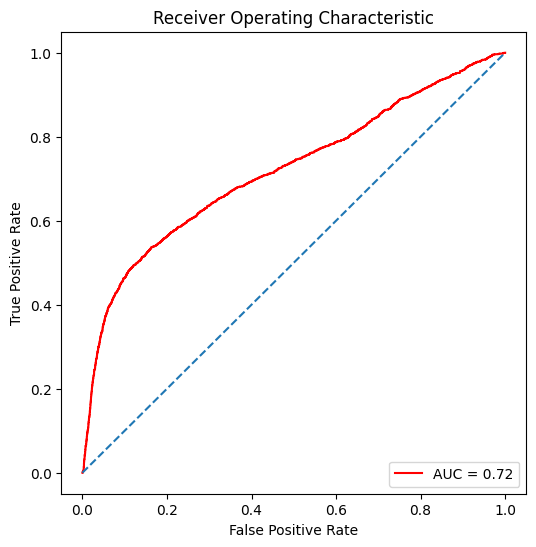 Receiver Operating Characteristic
1.0
0.8
0.6
0.4
0.2
0.0
True Positive Rate
AUC = 0.72
0.0 0.2 0.4 0.6 0.8 1.0
False Positive Rate